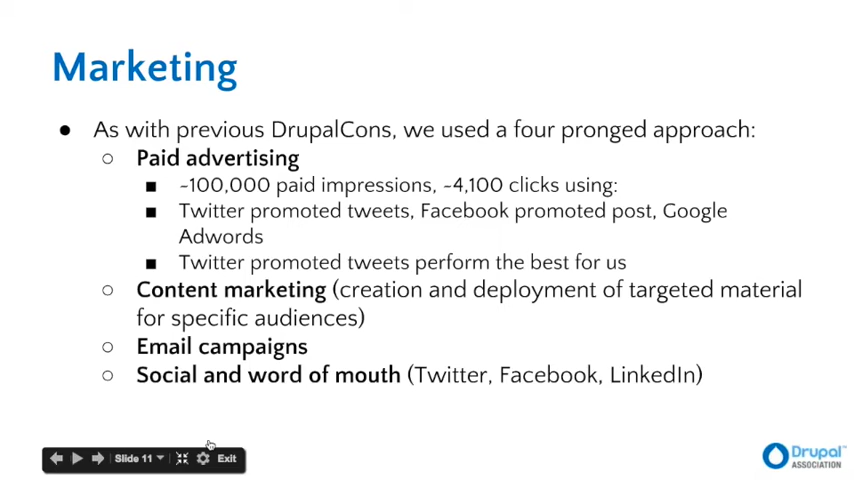 Marketing
● As with previous DrupalCons, we used a four pronged approach:
○ Paid advertising
■ ~100,000 paid impressions, ~4,100 clicks using:
■ Twitter promoted tweets, Facebook promoted post, Google
Adwords
■ Twitter promoted tweets perform the best for us
○ Content marketing (creation and deployment of targeted material
for specific audiences)
○ Email campaigns
○ Social and word of mouth (Twitter, Facebook, LinkedIn)
Slide 11 Exit
Drupal™
ASSOCIATION